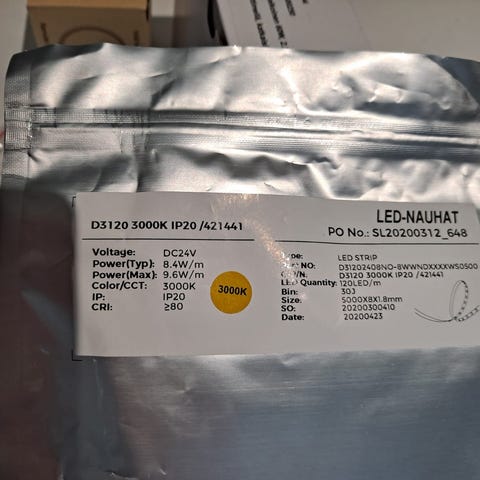 D3120 3000K IP20 /421441
LED-NAUHAT
PO No.: SL20200312_648
Voltage: DC24V
Power(Typ): 8.4W/m
Power(Max): 9.6W/m
Color/CCT: 3000K
IP: IP20
CRI: ≥80
3000K
LED STRIP
NO: D31202408NO-8WWNDXXXXWS0500
D3120 3000K IP20 /421441
LED Quantity: 120LED/m
Bin: 303
Size: 5000X8X1.8mm
SO: 20200300410
Date: 20200423